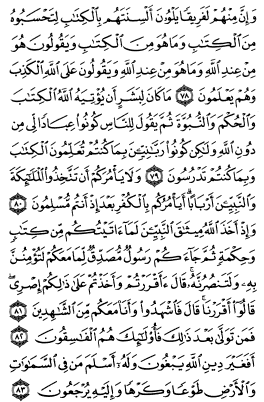 وَإِنَّ مِنْهُمْ لَفَرِيقًا يَلْوُۥنَ أَلْسِنَتَهُم بِٱلْكِتَٰبِ لِتَحْسَبُوهُ
مِنَ ٱلْكِتَٰبِ وَمَا هُوَ مِنَ ٱلْكِتَٰبِ وَيَقُولُونَ هُوَ
مِنْ عِندِ ٱللَّهِ وَمَا هُوَ مِنْ عِندِ ٱللَّهِ وَيَقُولُونَ عَلَى ٱللَّهِ ٱلْكَذِبَ
وَهُمْ يَعْلَمُونَ ٧٨ مَا كَانَ لِبَشَرٍ أَن يُؤْتِيَهُ ٱللَّهُ ٱلْكِتَٰبَ
وَٱلْحُكْمَ وَٱلنُّبُوَّةَ ثُمَّ يَقُولَ لِلنَّاسِ كُونُوا۟ عِبَادًا لِّى مِن
دُونِ ٱللَّهِ وَلَٰكِن كُونُوا۟ رَبَّٰنِيِّۦنَ بِمَا كُنتُمْ تُعَلِّمُونَ ٱلْكِتَٰبَ
وَبِمَا كُنتُمْ تَدْرُسُونَ ٧٩ وَلَا يَأْمُرَكُمْ أَن تَتَّخِذُوا۟ ٱلْمَلَٰٓئِكَةَ
وَٱلنَّبِيِّۦنَ أَرْبَابًا أَيَأْمُرُكُم بِٱلْكُفْرِ بَعْدَ إِذْ أَنتُم مُّسْلِمُونَ ٨٠
وَإِذْ أَخَذَ ٱللَّهُ مِيثَٰقَ ٱلنَّبِيِّۦنَ لَمَآ ءَاتَيْتُكُم مِّن كِتَٰبٍ
وَحِكْمَةٍ ثُمَّ جَآءَكُمْ رَسُولٌ مُّصَدِّقٌ لِّمَا مَعَكُمْ لَتُؤْمِنُنَّ
بِهِۦ وَلَتَنصُرُنَّهُۥ قَالَ ءَأَقْرَرْتُمْ وَأَخَذْتُمْ عَلَىٰ ذَٰلِكُمْ إِصْرِى
قَالُوٓا۟ أَقْرَرْنَا قَالَ فَٱشْهَدُوا۟ وَأَنَا۠ مَعَكُم مِّنَ ٱلشَّٰهِدِينَ ٨١
فَمَن تَوَلَّىٰ بَعْدَ ذَٰلِكَ فَأُو۟لَٰٓئِكَ هُمُ ٱلْفَٰسِقُونَ ٨٢
أَفَغَيْرَ دِينِ ٱللَّهِ يَبْغُونَ وَلَهُۥٓ أَسْلَمَ مَن فِى ٱلسَّمَٰوَٰتِ
وَٱلْأَرْضِ طَوْعًا وَكَرْهًا وَإِلَيْهِ يُرْجَعُونَ ٨٣